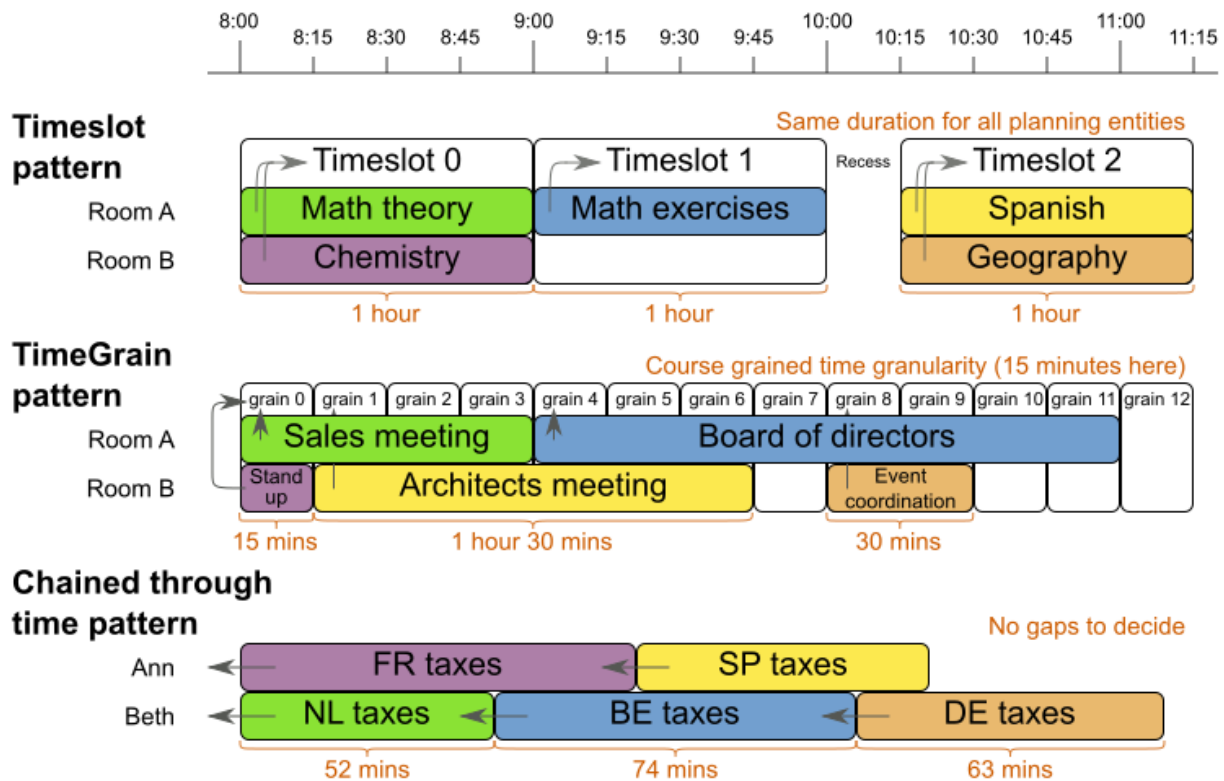 8:00 9:00 10:00 11:00
8:15 8:30 8:45 9:15 9:30 9:45 10:15 10:30 10:45 11:15
Timeslot
pattern
Same duration for all planning entities
Timeslot 0 Timeslot 1 Recess Timeslot 2
Room A Math theory Math exercises Spanish
Room B Chemistry Geography
1 hour 1 hour 1 hour
TimeGrain
pattern
Course grained time granularity (15 minutes here)
grain 0 grain 1 grain 2 grain 3 grain 4 grain 5 grain 6 grain 7 grain 8 grain 9 grain 10 grain 11 grain 12
Room A Sales meeting Board of directors
Room B Stand up Architects meeting Event coordination
15 mins 1 hour 30 mins 30 mins
Chained through
time pattern
No gaps to decide
Ann FR taxes SP taxes
Beth NL taxes BE taxes DE taxes
52 mins 74 mins 63 mins